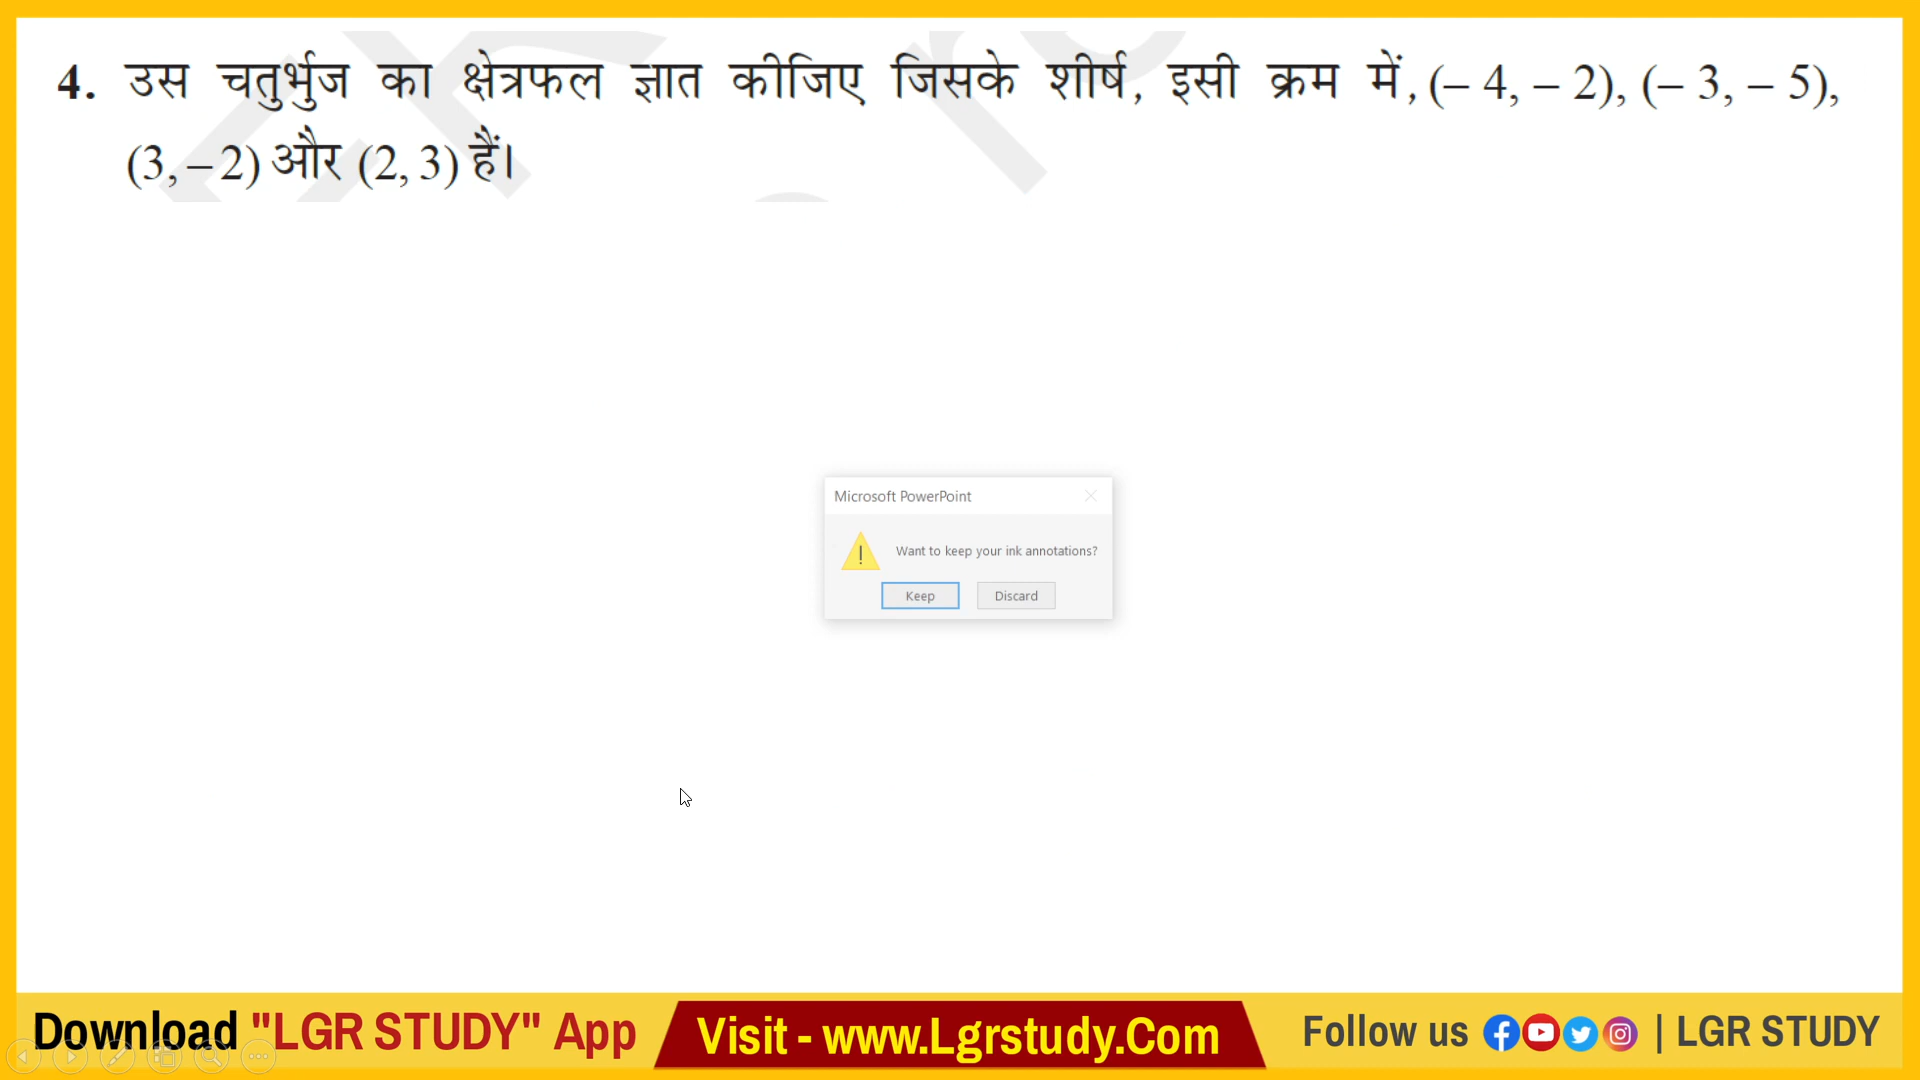 4. उस चतुर्भुज का क्षेत्रफल ज्ञात कीजिए जिसके शीर्ष, इसी क्रम में, (– 4, – 2), (– 3, – 5),
(3, – 2) और (2, 3) हैं।
Microsoft PowerPoint
Want to keep your ink annotations?
Keep Discard
Download "LGR STUDY" App Visit - www.Lgrstudy.Com Follow us | LGR STUDY